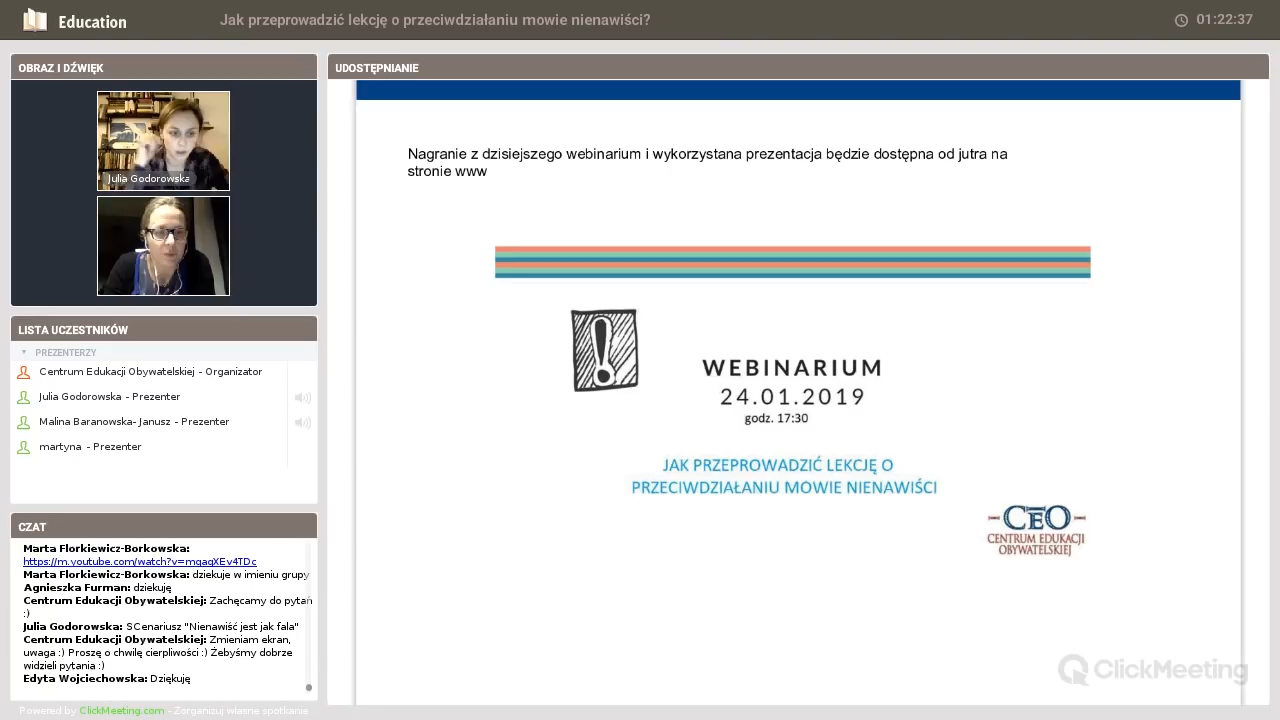 Education
Jak przeprowadzić lekcję o przeciwdziałaniu mowie nienawiści?
01:22:37
OBRAZ I DŹWIĘK
Julia Godorowska
LISTA UCZESTNIKÓW
PREZENTERZY
Centrum Edukacji Obywatelskiej - Organizator
Julia Godorowska - Prezenter
Malina Baranowska- Janusz - Prezenter
martyna - Prezenter
CZAT
Marta Florkiewicz-Borkowska:
https://m.youtube.com/watch?v=mqaqXEv4TDc
Marta Florkiewicz-Borkowska: dziekuje w imieniu grupy
Agnieszka Furman: dziekuję
Centrum Edukacji Obywatelskiej: Zachęcamy do pytań
:)
Julia Godorowska: SCenariusz "Nienawiść jest jak fala"
Centrum Edukacji Obywatelskiej: Zmieniam ekran,
uwaga :) Proszę o chwilę cierpliwości :) Żebyśmy dobrze
widzieli pytania :)
Edyta Wojciechowska: Dziękuję
Powered by ClickMeeting.com - Zorganizuj własne spotkanie
UDOSTĘPNIANIE
Nagranie z dzisiejszego webinarium i wykorzystana prezentacja będzie dostępna od jutra na
stronie www
WEBINARIUM
24.01.2019
godz. 17:30
JAK PRZEPROWADZIĆ LEKCJĘ O
PRZECIWDZIAŁANIU MOWIE NIENAWIŚCI
CEO
CENTRUM EDUKACJI
OBYWATELSKIEJ
ClickMeeting